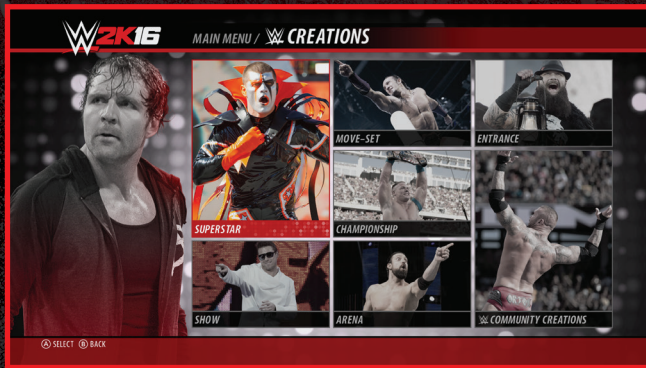 W 2K16
MAIN MENU / W CREATIONS
SUPERSTAR
MOVE-SET
ENTRANCE
CHAMPIONSHIP
SHOW
ARENA
W COMMUNITY CREATIONS
A SELECT B BACK